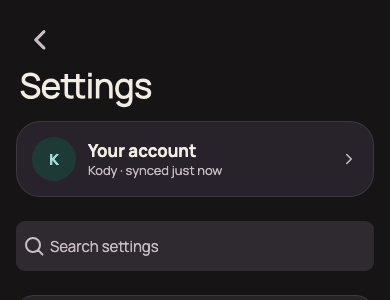 Settings
K
Your account
Kody · synced just now
Search settings